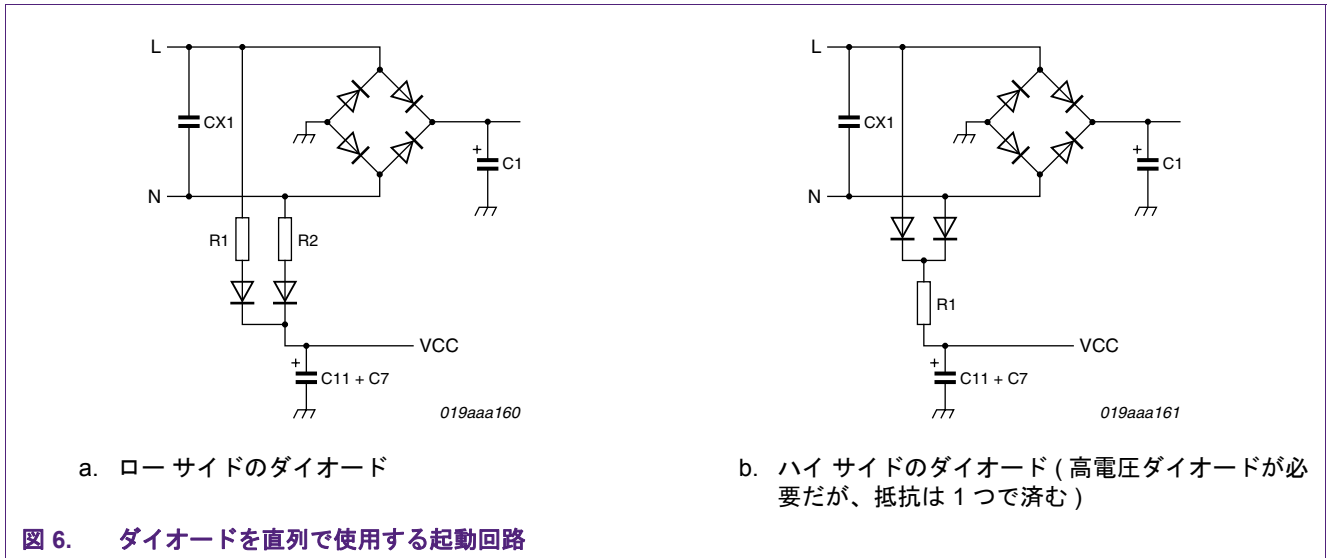 L
CX1
C1
+
N
R1
R2
VCC
+
C11 + C7
019aaa160
L
CX1
C1
+
N
R1
VCC
+
C11 + C7
019aaa161
a. ロー サイドのダイオード
b. ハイ サイドのダイオード ( 高電圧ダイオードが必
要だが、抵抗は 1 つで済む )
図 6. ダイオードを直列で使用する起動回路